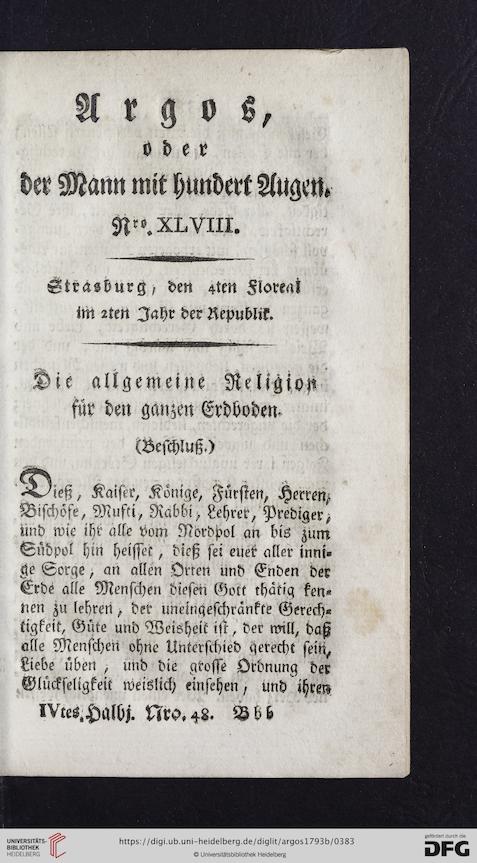 Argos,
oder
der Mann mit hundert Augen.
Nro. XLVIII.
Strasburg, den 4ten Floreal
im 2ten Jahr der Republik.
Die allgemeine Religion
für den ganzen Erdboden.
(Beschluß.)
Dieß, Kaiser, Könige, Fürsten, Herren,
Bischöfe, Mufti, Rabbi, Lehrer, Prediger,
und wie ihr alle vom Nordpol an bis zum
Südpol hin heisset, dieß sei euer aller inni-
ge Sorge, an allen Orten und Enden der
Erde alle Menschen diesen Gott thätig ken-
nen zu lehren, der uneingeschränkte Gerech-
tigkeit, Güte und Weisheit ist, der will, daß
alle Menschen ohne Unterschied gerecht sein,
Liebe üben, und die grosse Ordnung der
Glückseligkeit weislich einsehen, und ihren
IVtes. Halbj. Nro. 48. Bbb
UNIVERSITÄTS-
BIBLIOTHEK
HEIDELBERG
https://digi.ub.uni-heidelberg.de/diglit/argos1793b/0383
© Universitätsbibliothek Heidelberg
gefördert durch die
DFG